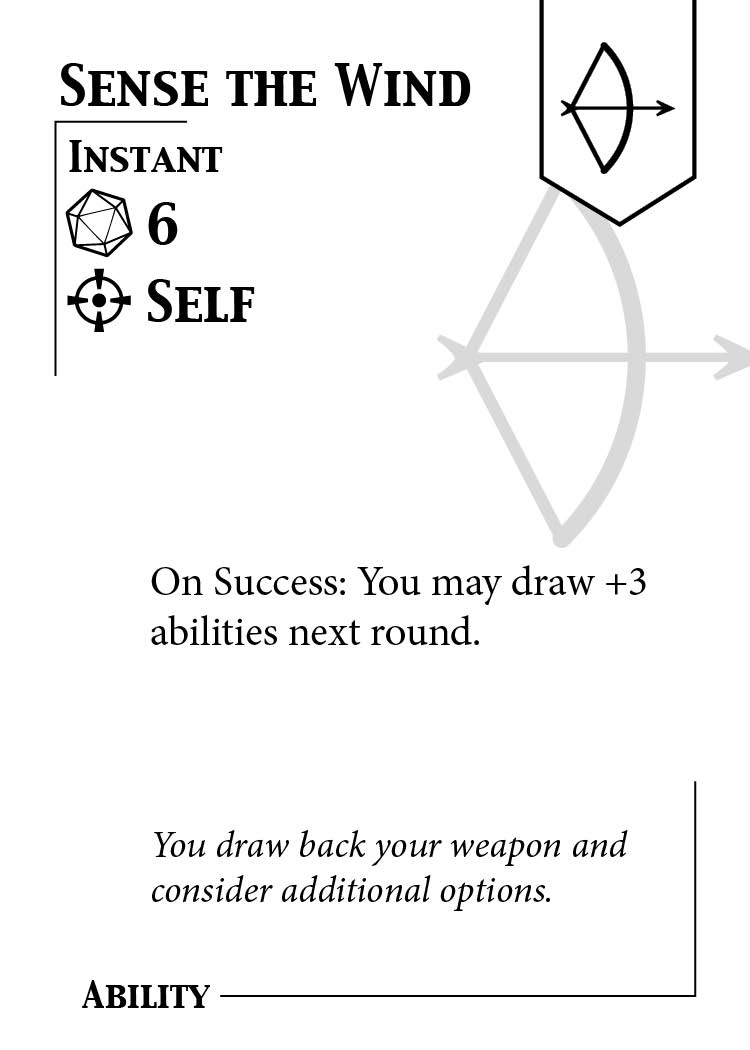 Sense the Wind
Instant
6
Self
On Success: You may draw +3
abilities next round.
You draw back your weapon and
consider additional options.
Ability